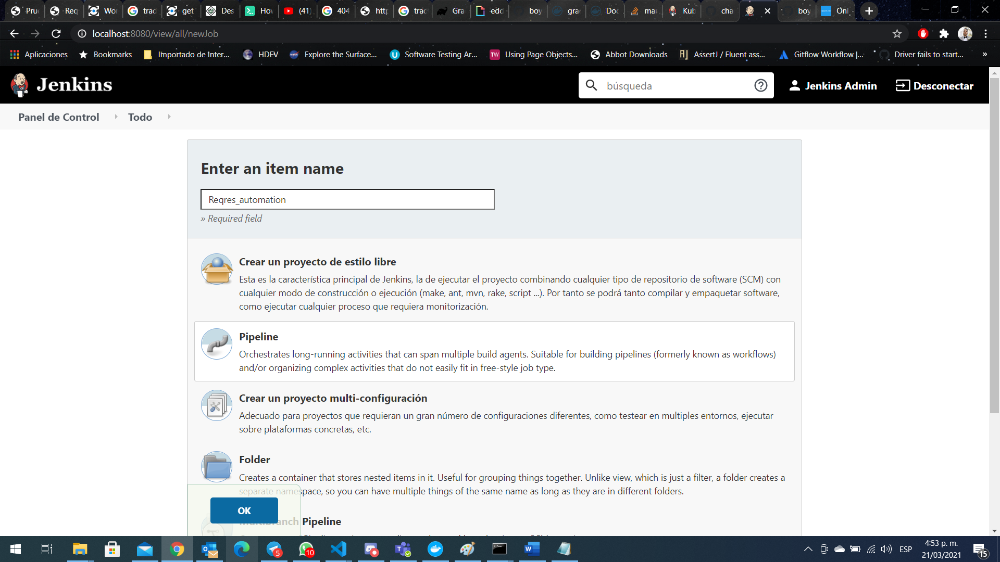 Pru
Req
Wor
trad
get
Des
Hov
(41)
404
http
trad
Gra
edd
boy
gra
Doc
mar
Kub
cha
boy
Onl
localhost:8080/view/all/newJob
Aplicaciones
Bookmarks
Importado de Inter...
HDEV
Explore the Surface...
Software Testing Ar...
TW
Using Page Objects...
Abbot Downloads
AssertJ / Fluent ass...
Gitflow Workflow |...
Driver fails to start...
»
Jenkins
búsqueda
Jenkins Admin
Desconectar
Panel de Control
Todo
Enter an item name
Reqres_automation
» Required field
Crear un proyecto de estilo libre
Esta es la característica principal de Jenkins, la de ejecutar el proyecto combinando cualquier tipo de repositorio de software (SCM) con
cualquier modo de construcción o ejecución (make, ant, mvn, rake, script ...). Por tanto se podrá tanto compilar y empaquetar software,
como ejecutar cualquier proceso que requiera monitorización.
Pipeline
Orchestrates long-running activities that can span multiple build agents. Suitable for building pipelines (formerly known as workflows)
and/or organizing complex activities that do not easily fit in free-style job type.
Crear un proyecto multi-configuración
Adecuado para proyectos que requieran un gran número de configuraciones diferentes, como testear en multiples entornos, ejecutar
sobre plataformas concretas, etc.
Folder
Creates a container that stores nested items in it. Useful for grouping things together. Unlike view, which is just a filter, a folder creates a
separate namespace, so you can have multiple things of the same name as long as they are in different folders.
OK
Multibranch Pipeline
5
10
ESP
4:53 p. m.
21/03/2021
15